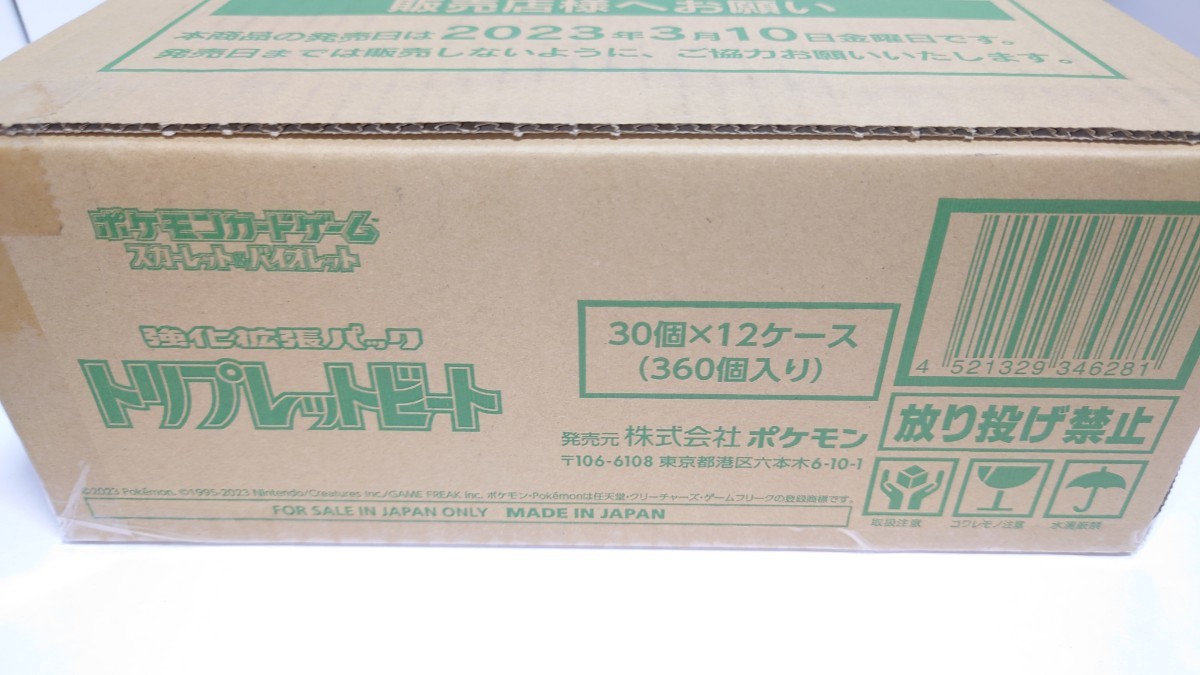 販売店様へお願い
本商品の発売日は2023年3月10日金曜日です。
発売日までは販売しないように、ご協力お願いいたします。
ポケモンカードゲーム
スカーレット&バイオレット
強化拡張パック
トリプレットビート
30個×12ケース
(360個入り)
4 521329 346281
発売元 株式会社 ポケモン
〒106-6108 東京都港区六本木6-10-1
放り投げ禁止
取扱注意 コワレモノ注意 水濡厳禁
©2023 Pokémon. ©1995-2023 Nintendo/Creatures Inc./GAME FREAK Inc. ポケモン・Pokémonは任天堂・クリーチャーズ・ゲームフリークの登録商標です。
FOR SALE IN JAPAN ONLY MADE IN JAPAN